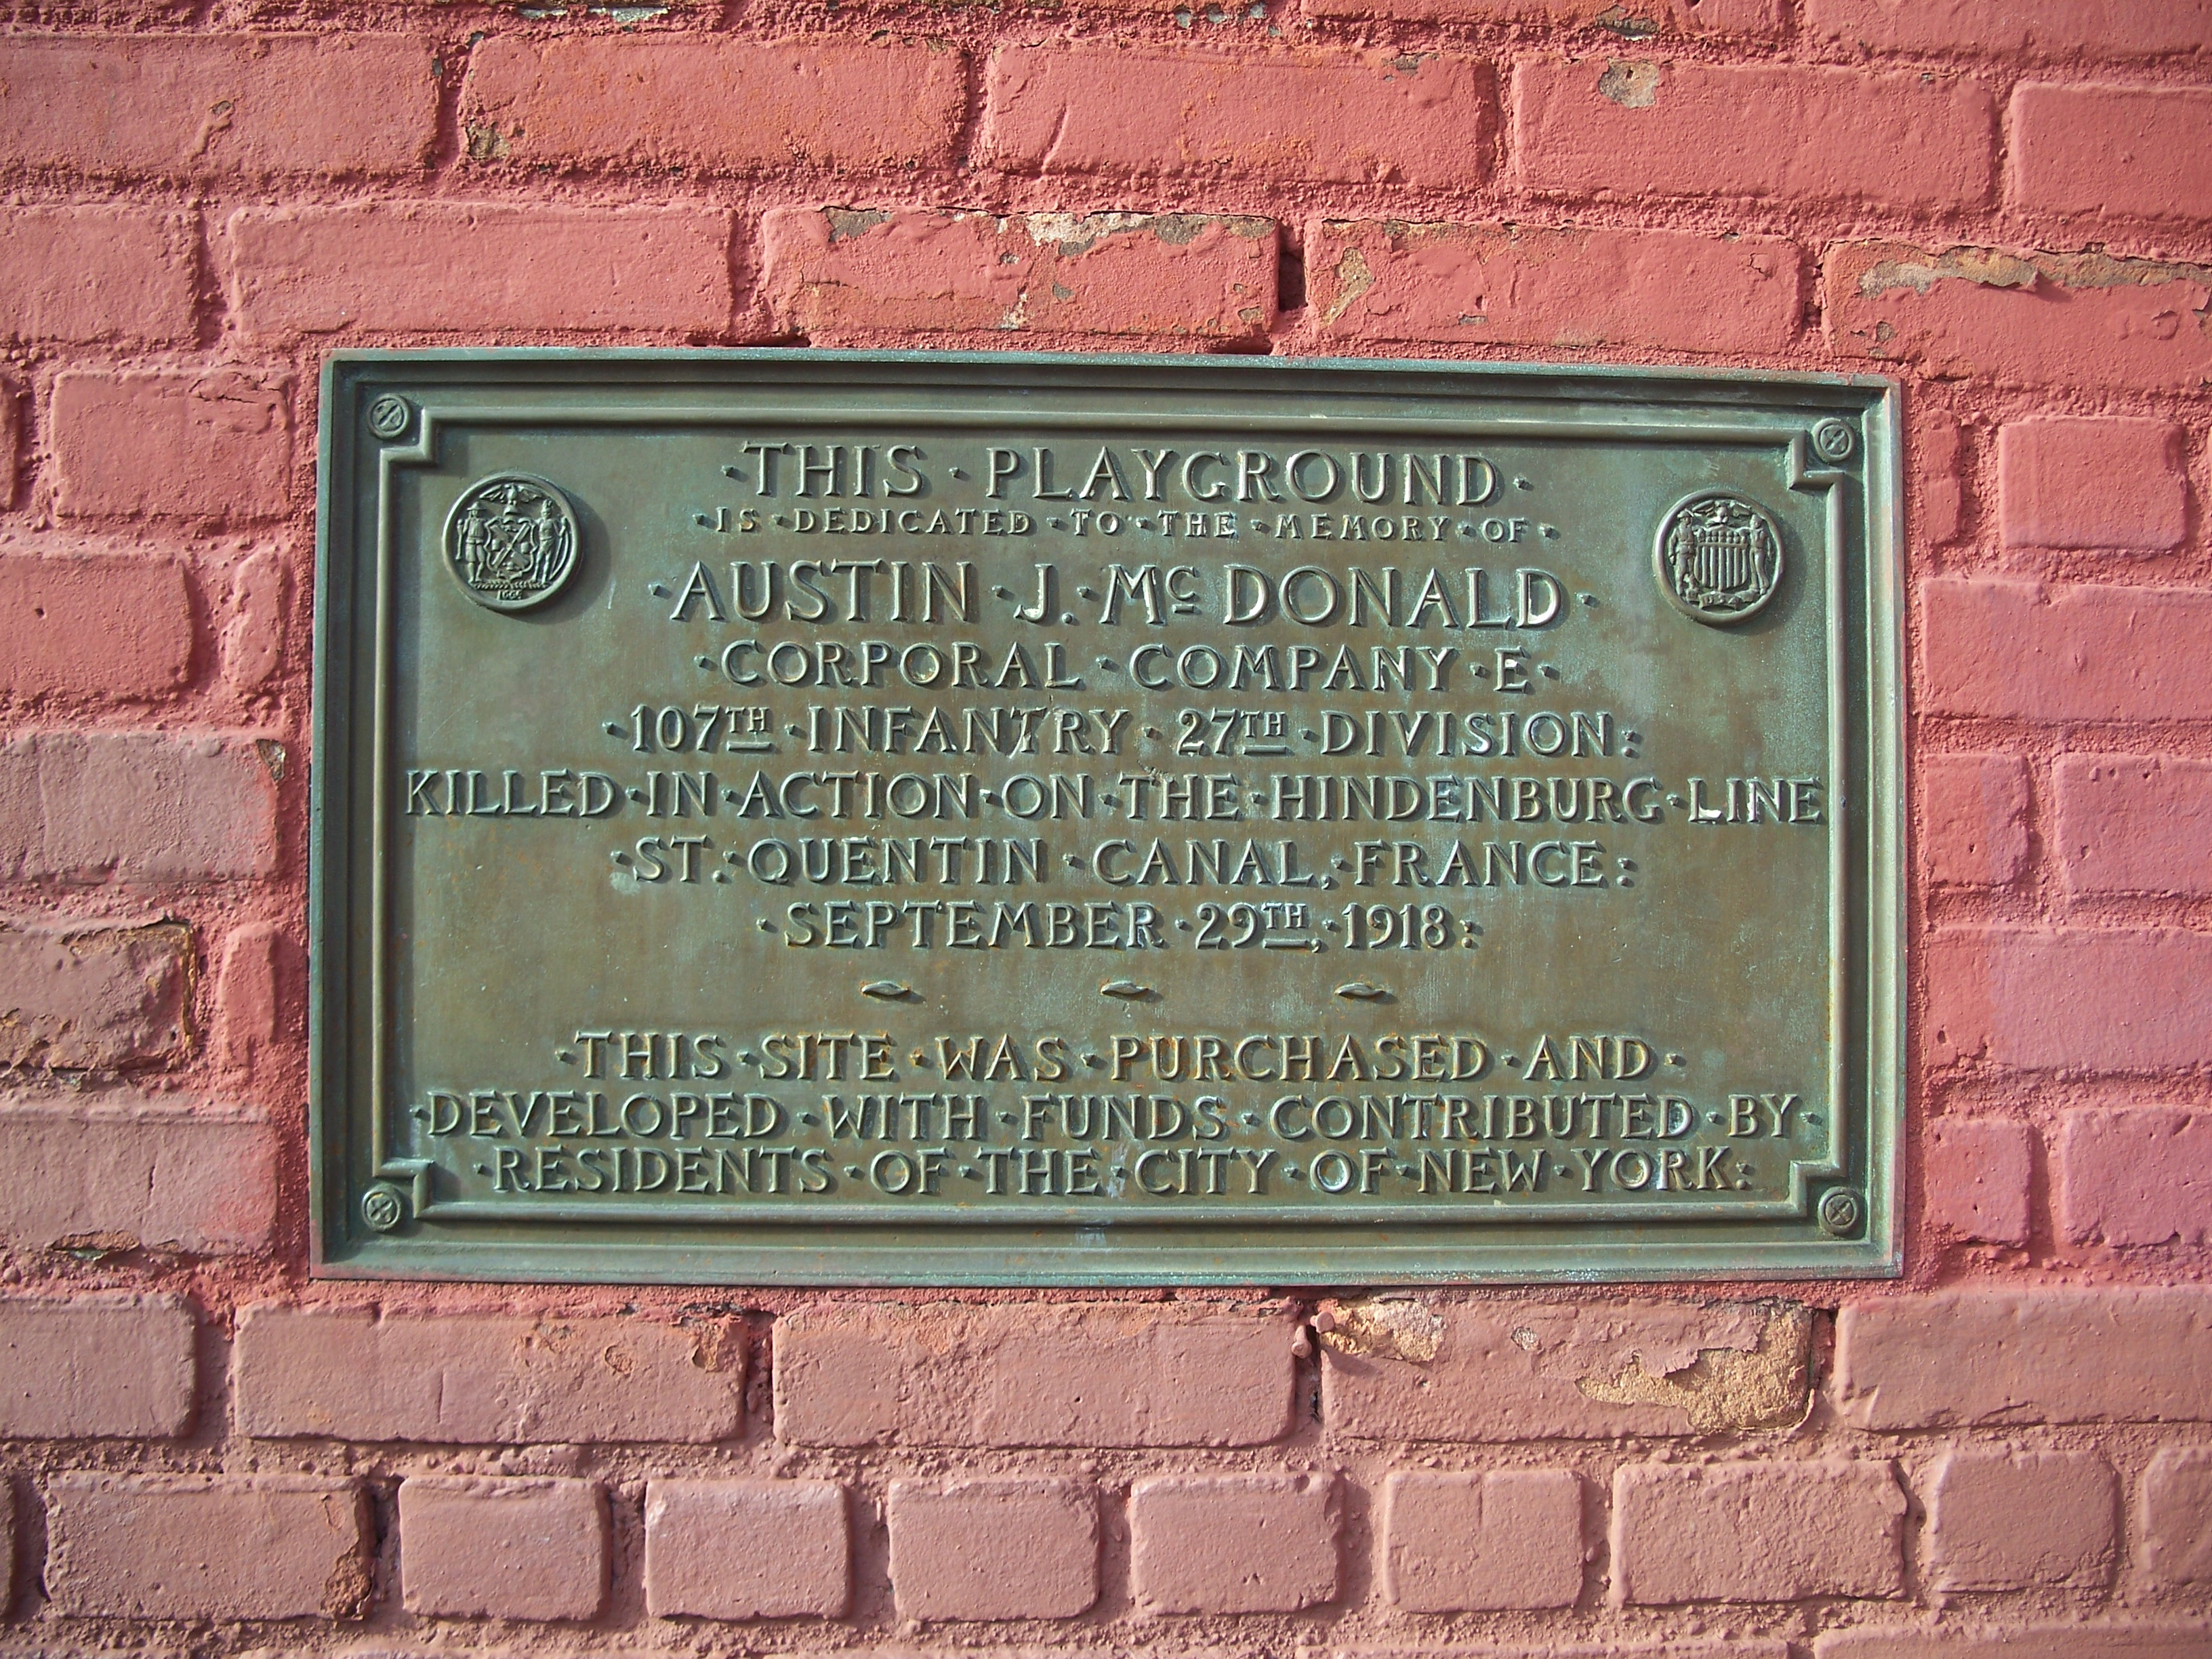 ·THIS·PLAYGROUND·
·IS·DEDICATED·TO·THE·MEMORY·OF·
·AUSTIN·J.·Mc DONALD·
·CORPORAL·COMPANY·E·
·107TH·INFANTRY·27TH·DIVISION:
KILLED·IN·ACTION·ON·THE·HINDENBURG·LINE
·ST.·QUENTIN·CANAL,·FRANCE:
·SEPTEMBER·29TH,·1918:
·THIS·SITE·WAS·PURCHASED·AND·
·DEVELOPED·WITH·FUNDS·CONTRIBUTED·BY·
·RESIDENTS·OF·THE·CITY·OF·NEW·YORK: